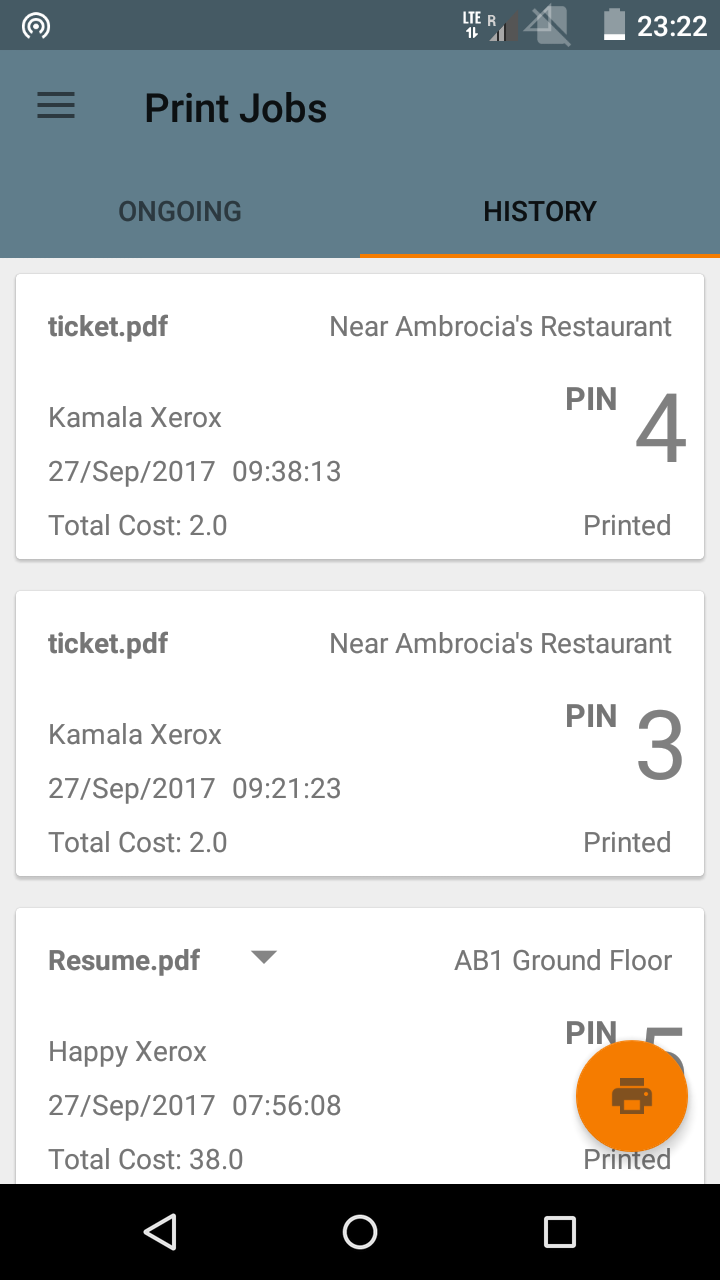 LTE R 23:22
Print Jobs
ONGOING HISTORY
ticket.pdf Near Ambrocia's Restaurant
PIN 4
Kamala Xerox
27/Sep/2017 09:38:13
Total Cost: 2.0 Printed
ticket.pdf Near Ambrocia's Restaurant
PIN 3
Kamala Xerox
27/Sep/2017 09:21:23
Total Cost: 2.0 Printed
Resume.pdf AB1 Ground Floor
PIN 5
Happy Xerox
27/Sep/2017 07:56:08
Total Cost: 38.0 Printed